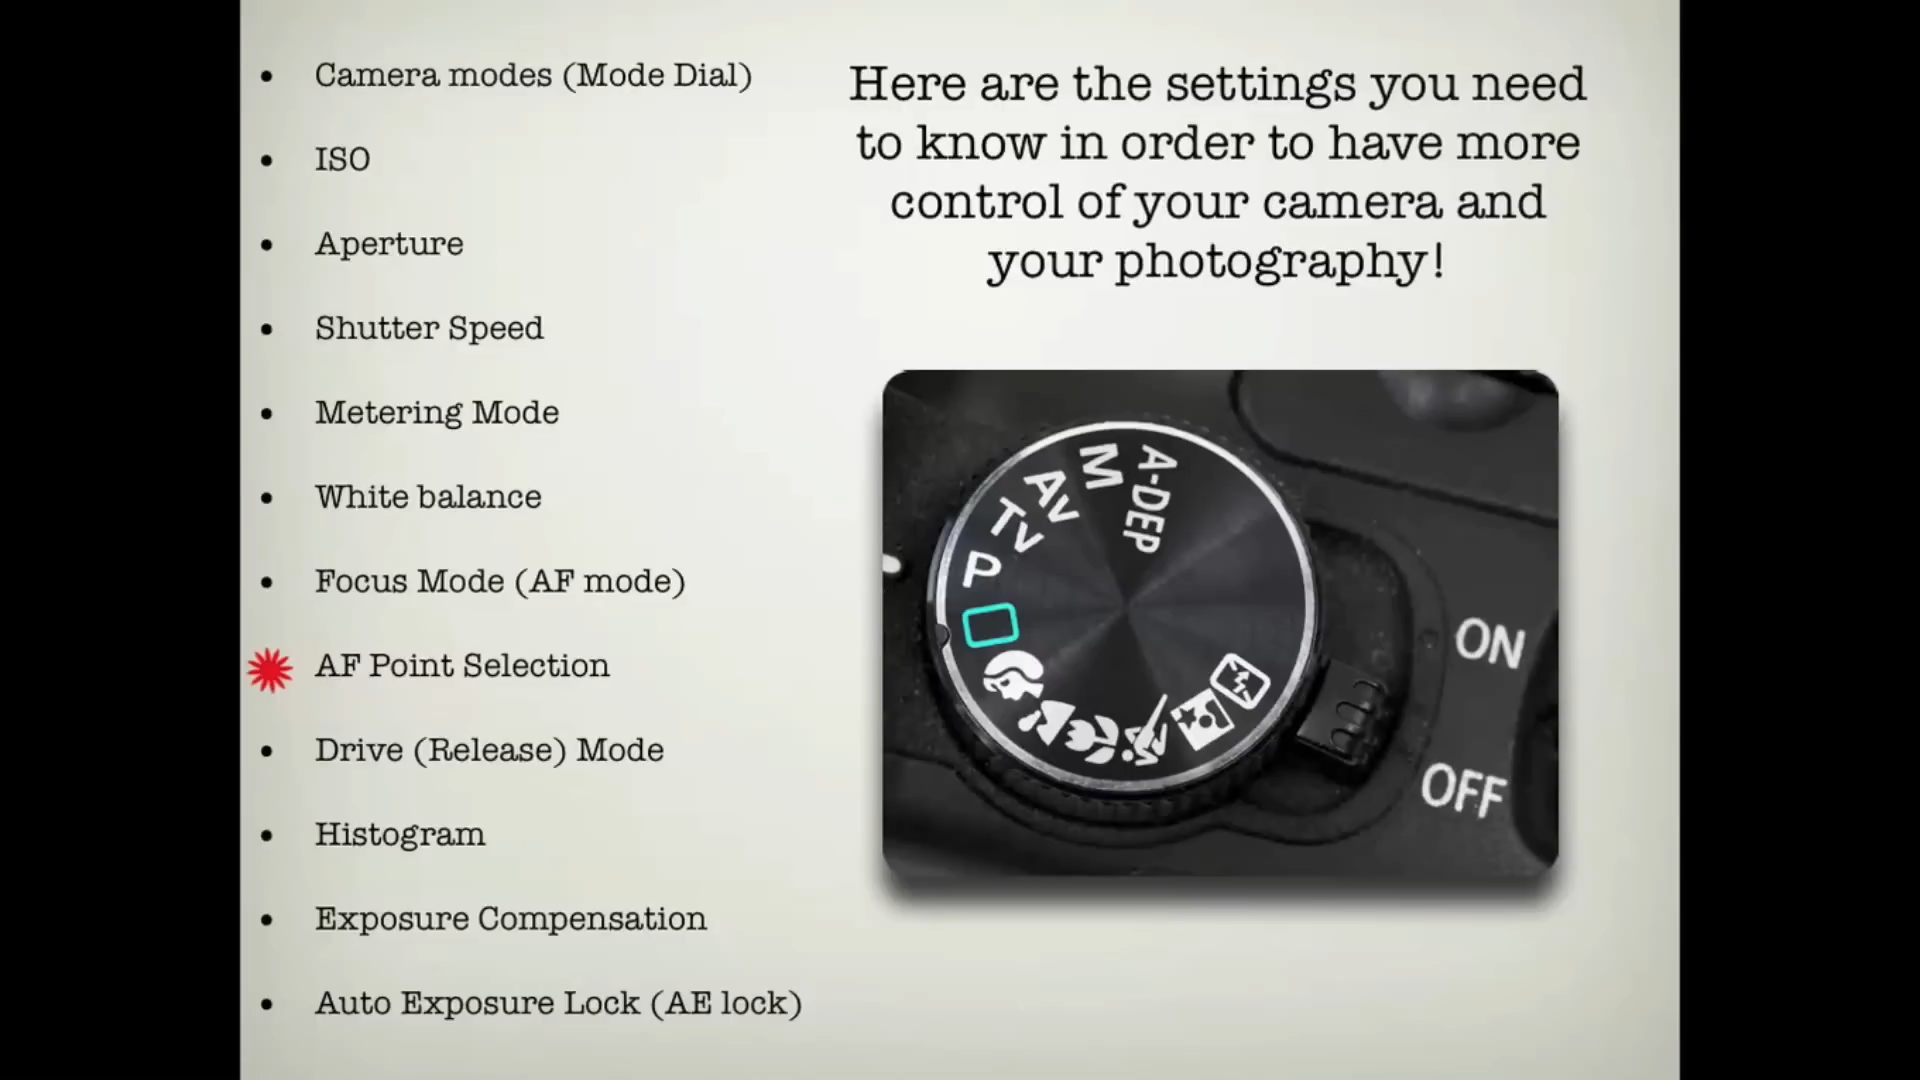 Camera modes (Mode Dial)
ISO
Aperture
Shutter Speed
Metering Mode
White balance
Focus Mode (AF mode)
AF Point Selection
Drive (Release) Mode
Histogram
Exposure Compensation
Auto Exposure Lock (AE lock)
Here are the settings you need
to know in order to have more
control of your camera and
your photography!
A-DEP
M
Av
Tv
P
ON
OFF